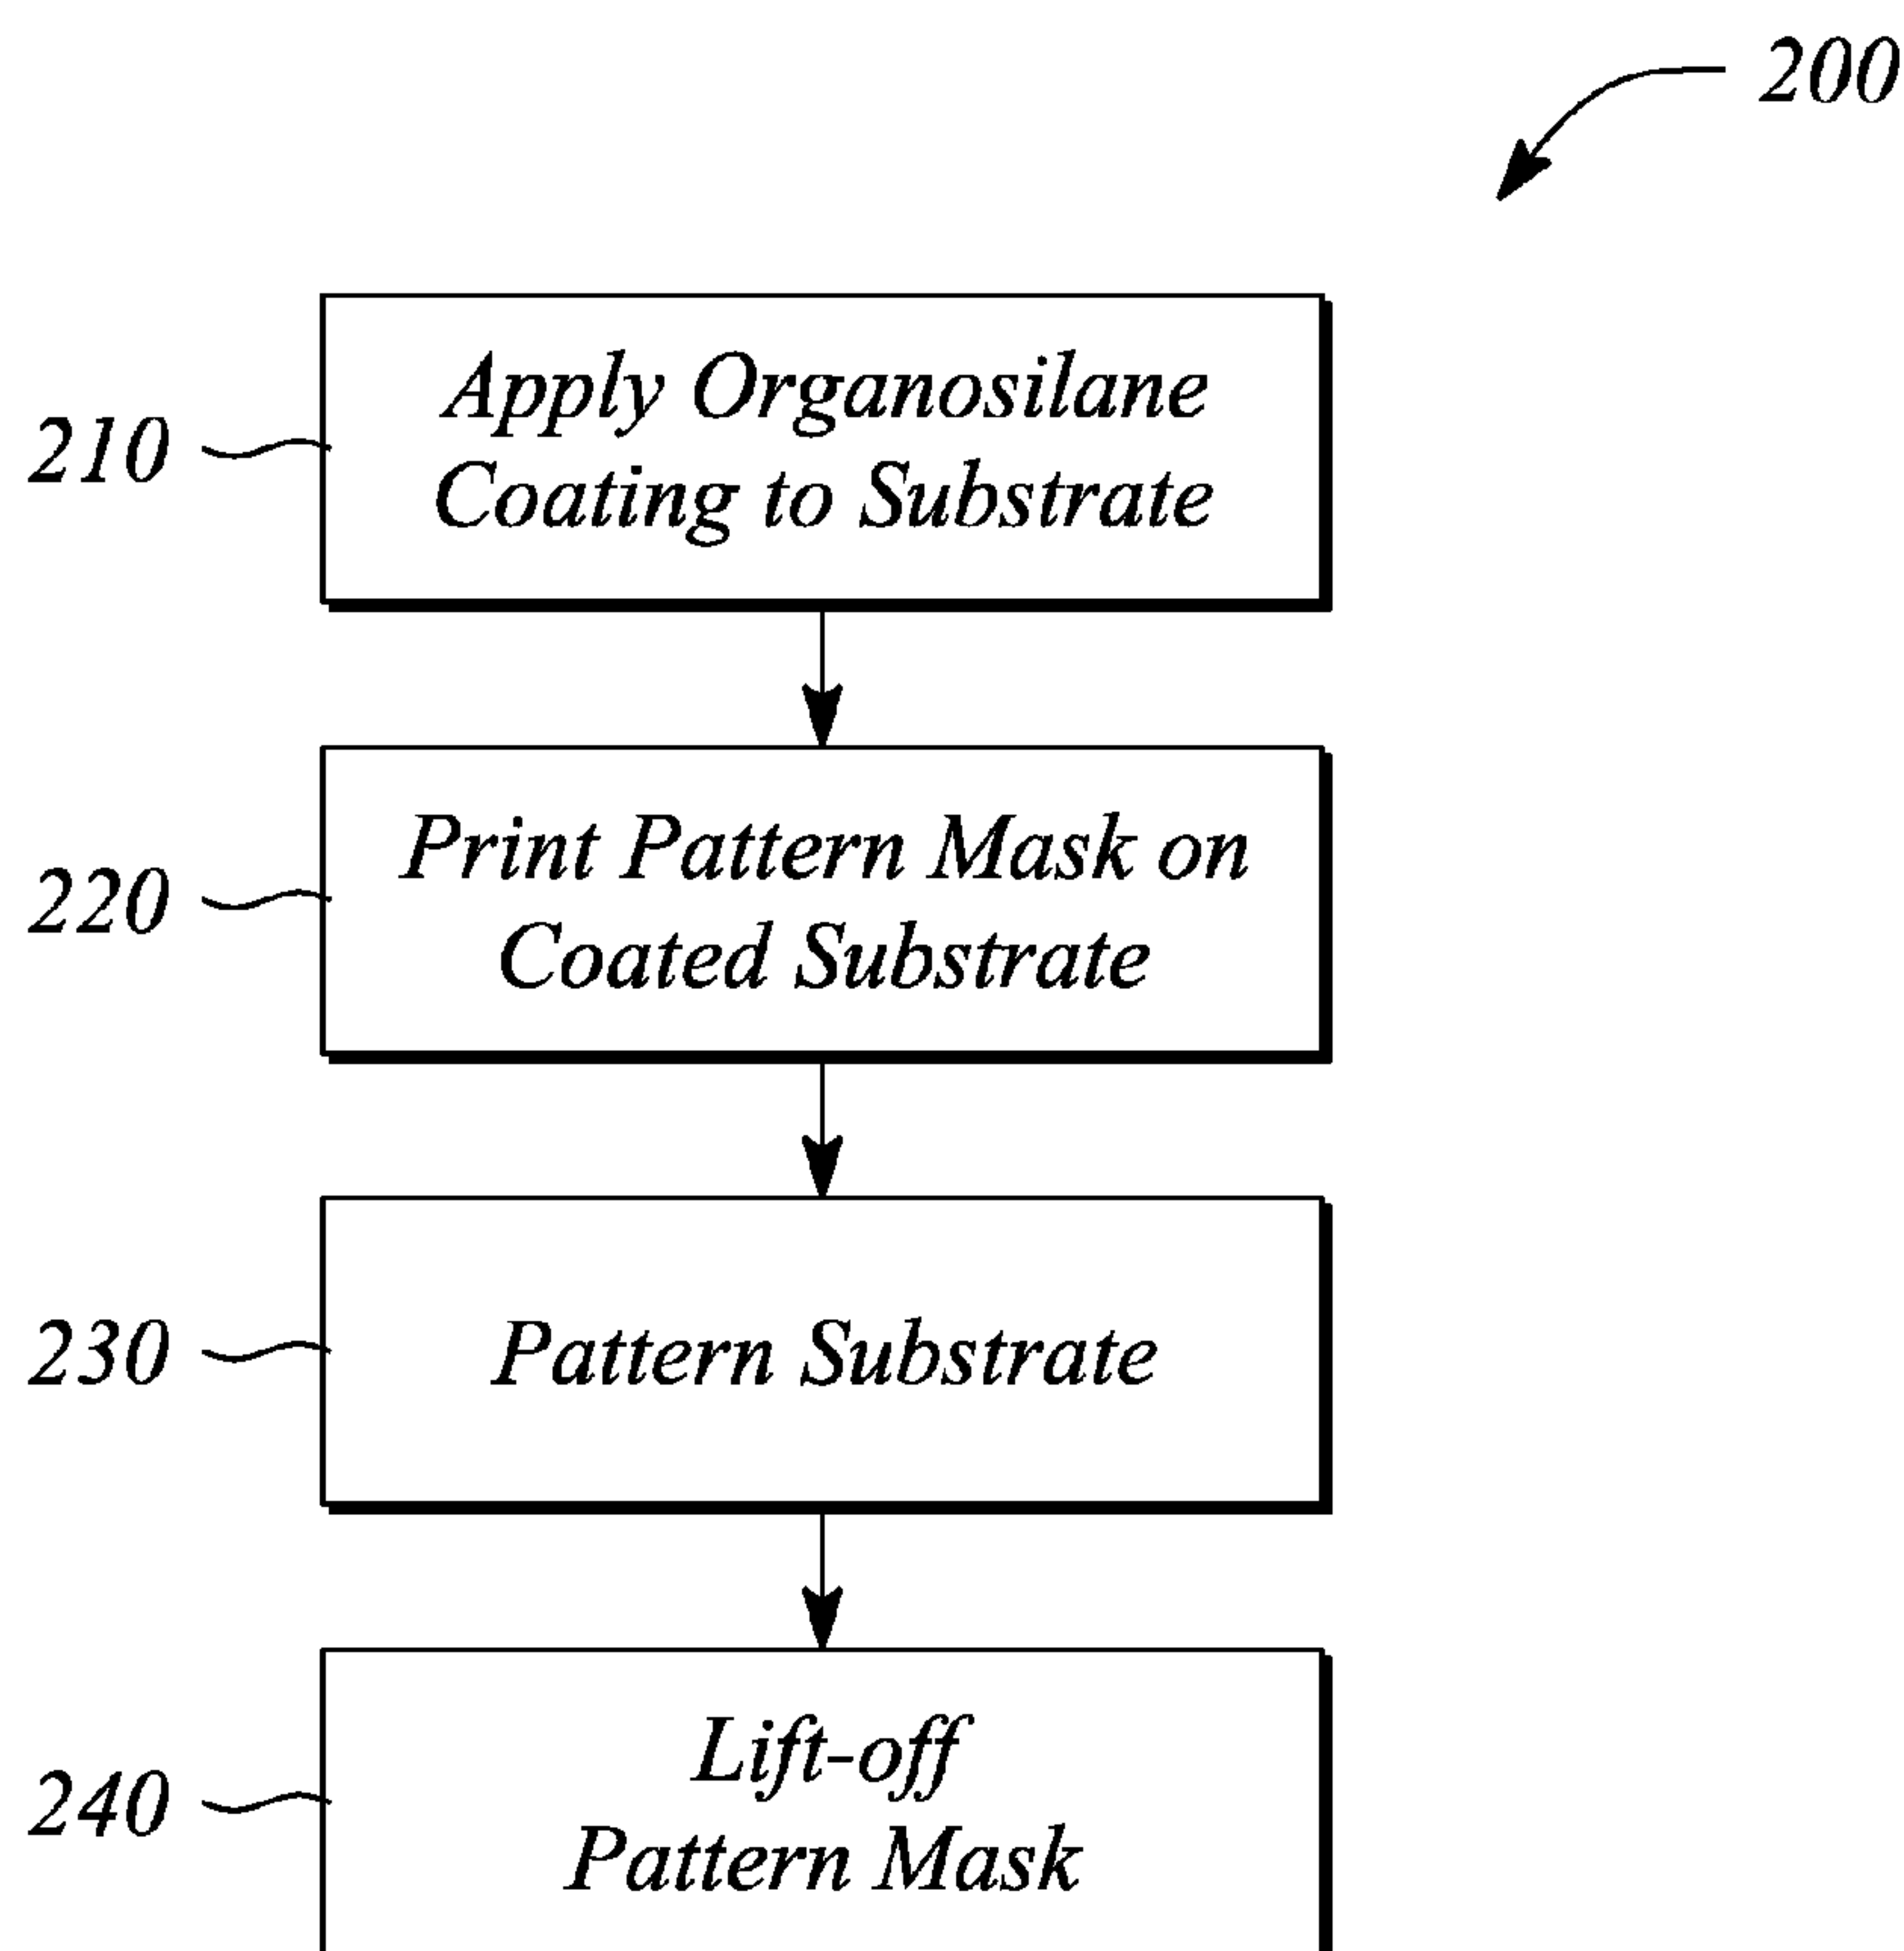 200
210
Apply Organosilane
Coating to Substrate
220
Print Pattern Mask on
Coated Substrate
230
Pattern Substrate
240
Lift-off
Pattern Mask